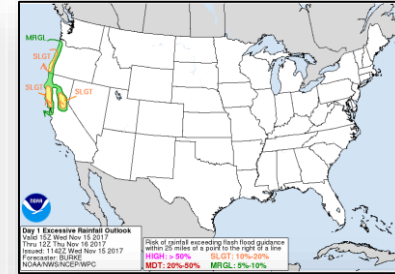 MRGL
SLGT
SLGT
SLGT
NOAA
Day 1 Excessive Rainfall Outlook
Valid 15Z Wed Nov 15 2017
Thru 12Z Thu Nov 16 2017
Issued: 1142Z Wed Nov 15 2017
Forecaster: BURKE
NOAA/NWS/NCEP/WPC
Risk of rainfall exceeding flash flood guidance
within 25 miles of a point to the right of a line
HIGH: > 50% SLGT: 10%-20%
MDT: 20%-50% MRGL: 5%-10%